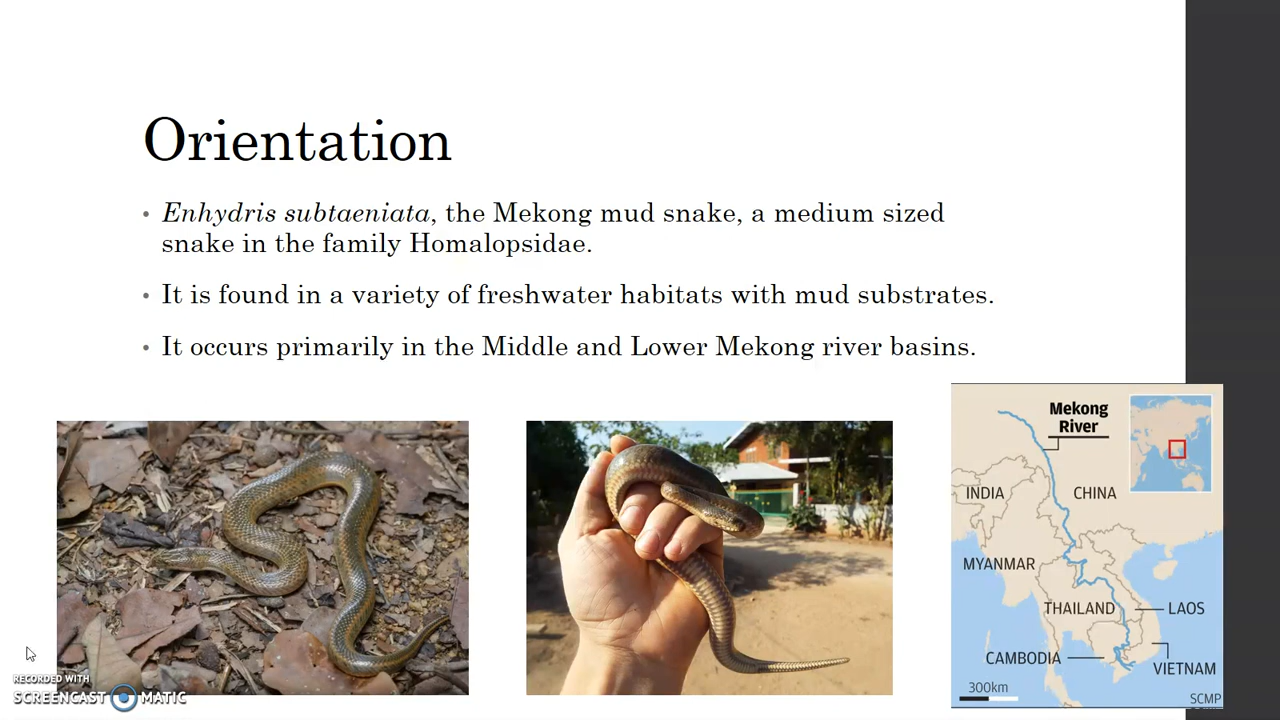 Orientation
• Enhydris subtaeniata, the Mekong mud snake, a medium sized
snake in the family Homalopsidae.
• It is found in a variety of freshwater habitats with mud substrates.
• It occurs primarily in the Middle and Lower Mekong river basins.
Mekong
River
INDIA
CHINA
MYANMAR
THAILAND
LAOS
CAMBODIA
VIETNAM
300km
SCMP
RECORDED WITH
SCREENCAST MATIC